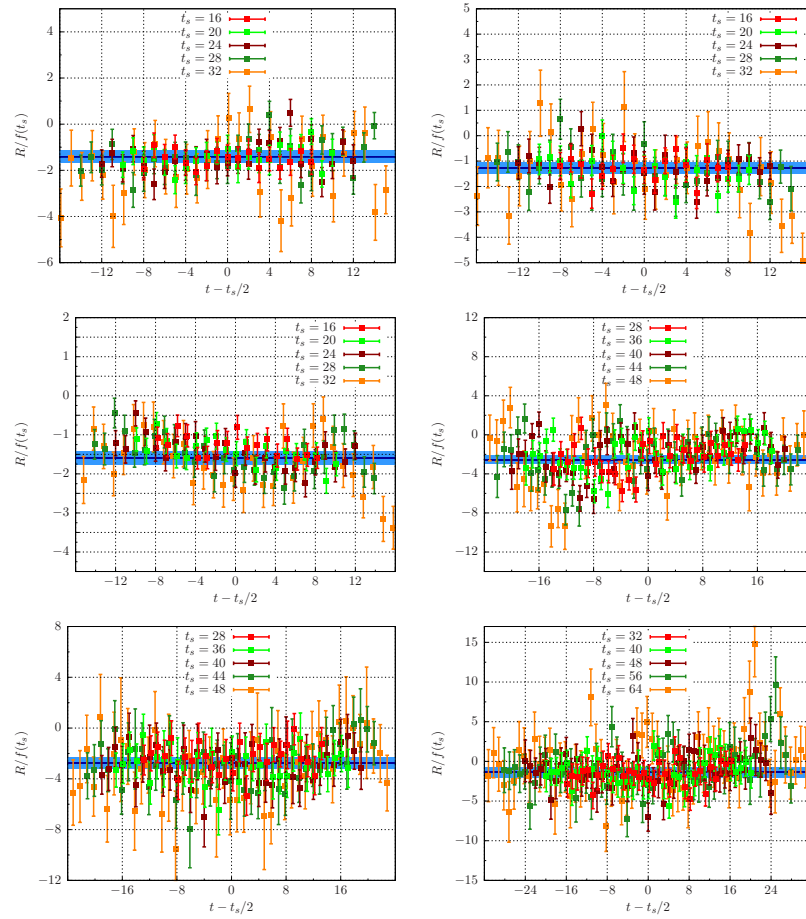 t_s = 16
t_s = 20
t_s = 24
t_s = 28
t_s = 32
R/f(t_s)
4
2
0
−2
−4
−6
−12 −8 −4 0 4 8 12
t − t_s/2
t_s = 16
t_s = 20
t_s = 24
t_s = 28
t_s = 32
R/f(t_s)
5
4
3
2
1
0
−1
−2
−3
−4
−5
−12 −8 −4 0 4 8 12
t − t_s/2
t_s = 16
t_s = 20
t_s = 24
t_s = 28
t_s = 32
R/f(t_s)
2
1
0
−1
−2
−3
−4
−12 −8 −4 0 4 8 12
t − t_s/2
t_s = 28
t_s = 36
t_s = 40
t_s = 44
t_s = 48
R/f(t_s)
12
8
4
0
−4
−8
−12
−16 −8 0 8 16
t − t_s/2
t_s = 28
t_s = 36
t_s = 40
t_s = 44
t_s = 48
R/f(t_s)
8
4
0
−4
−8
−12
−16 −8 0 8 16
t − t_s/2
t_s = 32
t_s = 40
t_s = 48
t_s = 56
t_s = 64
R/f(t_s)
15
10
5
0
−5
−10
−15
−24 −16 −8 0 8 16 24
t − t_s/2